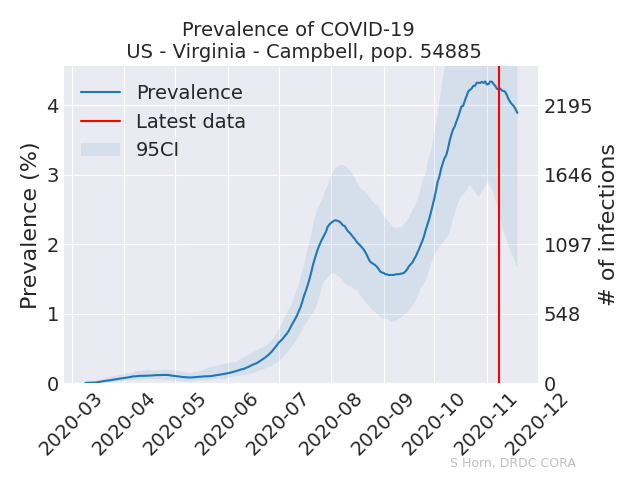 Prevalence of COVID-19
US - Virginia - Campbell, pop. 54885
Prevalence
Latest data
95CI
Prevalence (%)
4
3
2
1
0
2195
1646
1097
548
0
# of infections
2020-03
2020-04
2020-05
2020-06
2020-07
2020-08
2020-09
2020-10
2020-11
2020-12
S Horn, DRDC CORA